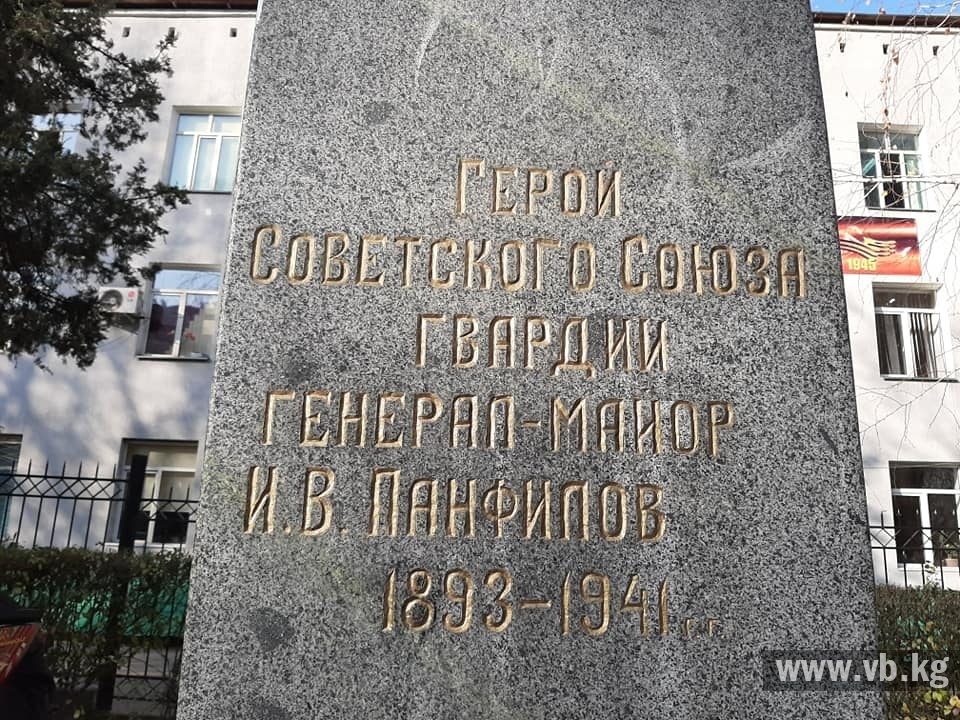 ГЕРОЙ
СОВЕТСКОГО СОЮЗА
ГВАРДИИ
ГЕНЕРАЛ-МАЙОР
И.В. ПАНФИЛОВ
1893-1941 г.г.
1945
www.vb.kg